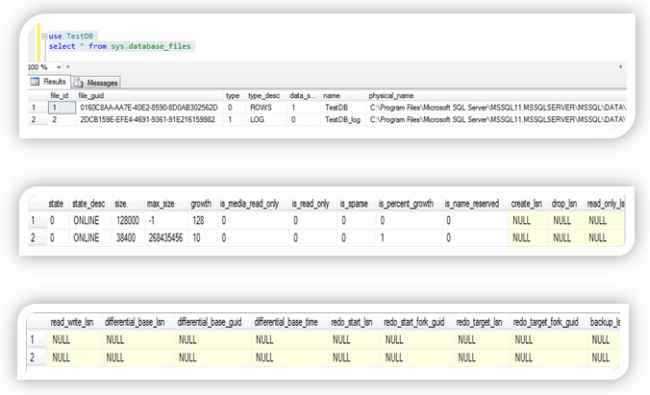 use TestDB
select * from sys.database_files
100 %
Results Messages
file_id file_guid type type_desc data_s... name physical_name
1 1 0160C8AA-AA7E-40E2-8590-8D0AB302562D 0 ROWS 1 TestDB C:\Program Files\Microsoft SQL Server\MSSQL11.MSSQLSERVER\MSSQL\DATA\
2 2 2DCB159E-EFE4-4691-9361-91E216159982 1 LOG 0 TestDB_log C:\Program Files\Microsoft SQL Server\MSSQL11.MSSQLSERVER\MSSQL\DATA\
state state_desc size max_size growth is_media_read_only is_read_only is_sparse is_percent_growth is_name_reserved create_lsn drop_lsn read_only_ls
1 0 ONLINE 128000 -1 128 0 0 0 0 0 NULL NULL NULL
2 0 ONLINE 38400 268435456 10 0 0 0 1 0 NULL NULL NULL
read_write_lsn differential_base_lsn differential_base_guid differential_base_time redo_start_lsn redo_start_fork_guid redo_target_lsn redo_target_fork_guid backup_ls
1 NULL NULL NULL NULL NULL NULL NULL NULL NULL
2 NULL NULL NULL NULL NULL NULL NULL NULL NULL